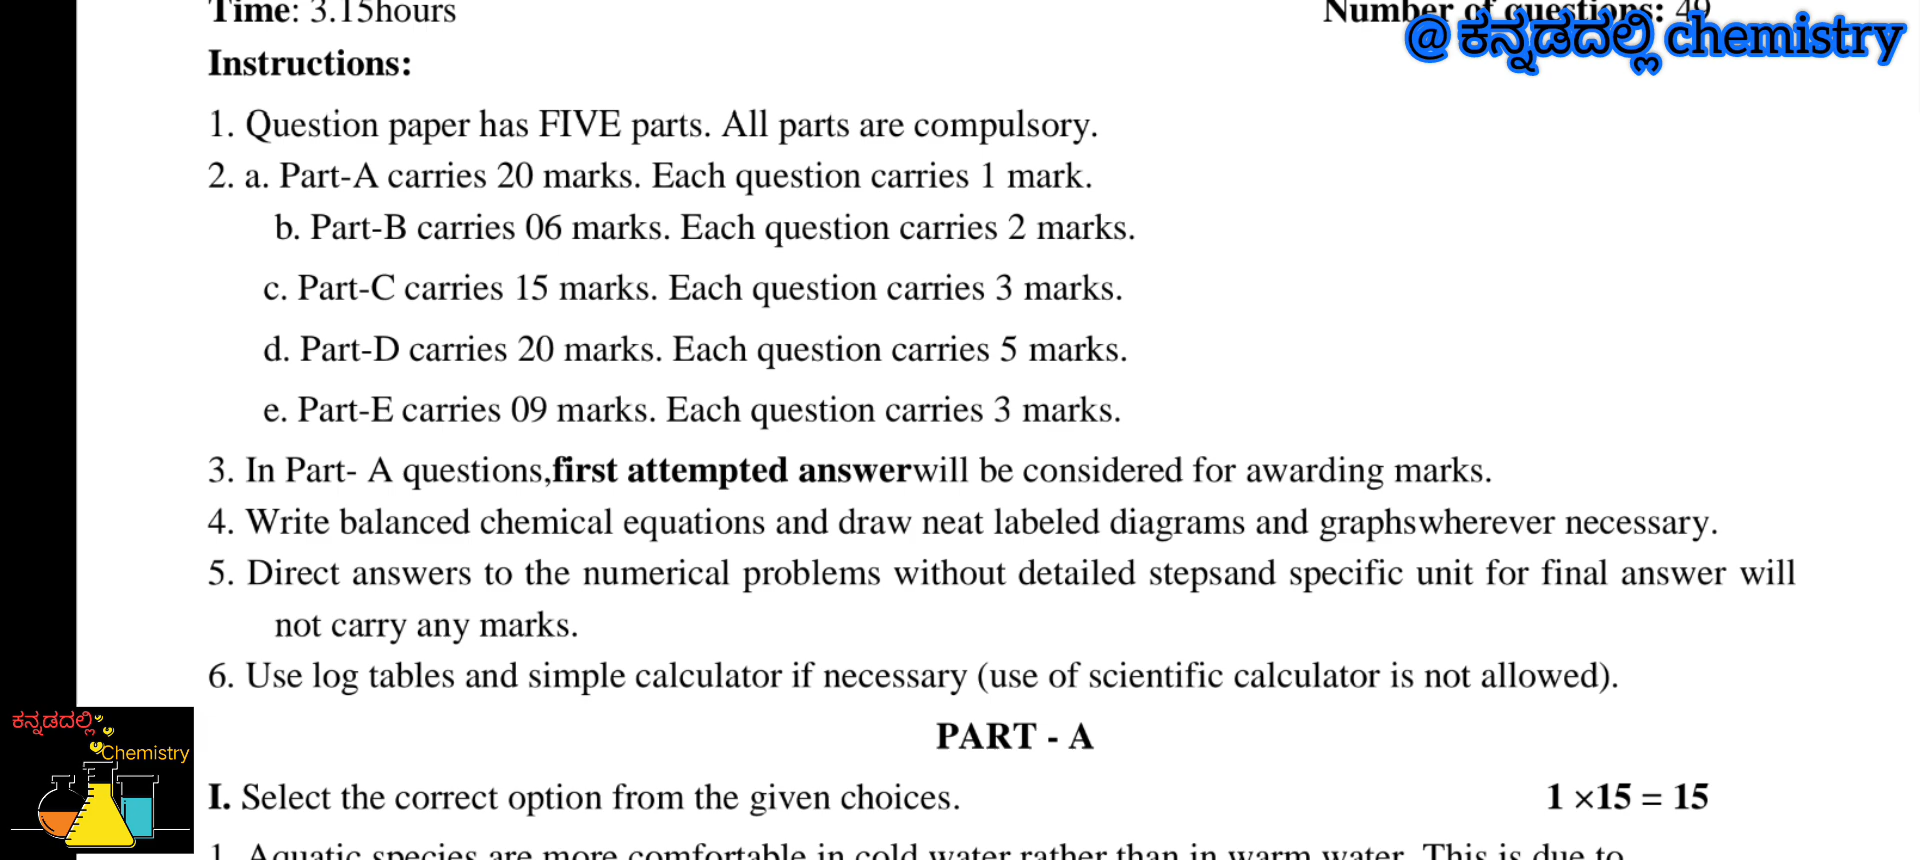 Time: 3.15hours
Number of questions: 49
@ ಕನ್ನಡದಲ್ಲಿ chemistry
Instructions:
1. Question paper has FIVE parts. All parts are compulsory.
2. a. Part-A carries 20 marks. Each question carries 1 mark.
b. Part-B carries 06 marks. Each question carries 2 marks.
c. Part-C carries 15 marks. Each question carries 3 marks.
d. Part-D carries 20 marks. Each question carries 5 marks.
e. Part-E carries 09 marks. Each question carries 3 marks.
3. In Part- A questions,first attempted answerwill be considered for awarding marks.
4. Write balanced chemical equations and draw neat labeled diagrams and graphswherever necessary.
5. Direct answers to the numerical problems without detailed stepsand specific unit for final answer will
not carry any marks.
6. Use log tables and simple calculator if necessary (use of scientific calculator is not allowed).
ಕನ್ನಡದಲ್ಲಿ
Chemistry
PART - A
I. Select the correct option from the given choices. 1 ×15 = 15
1. Aquatic species are more comfortable in cold water rather than in warm water. This is due to